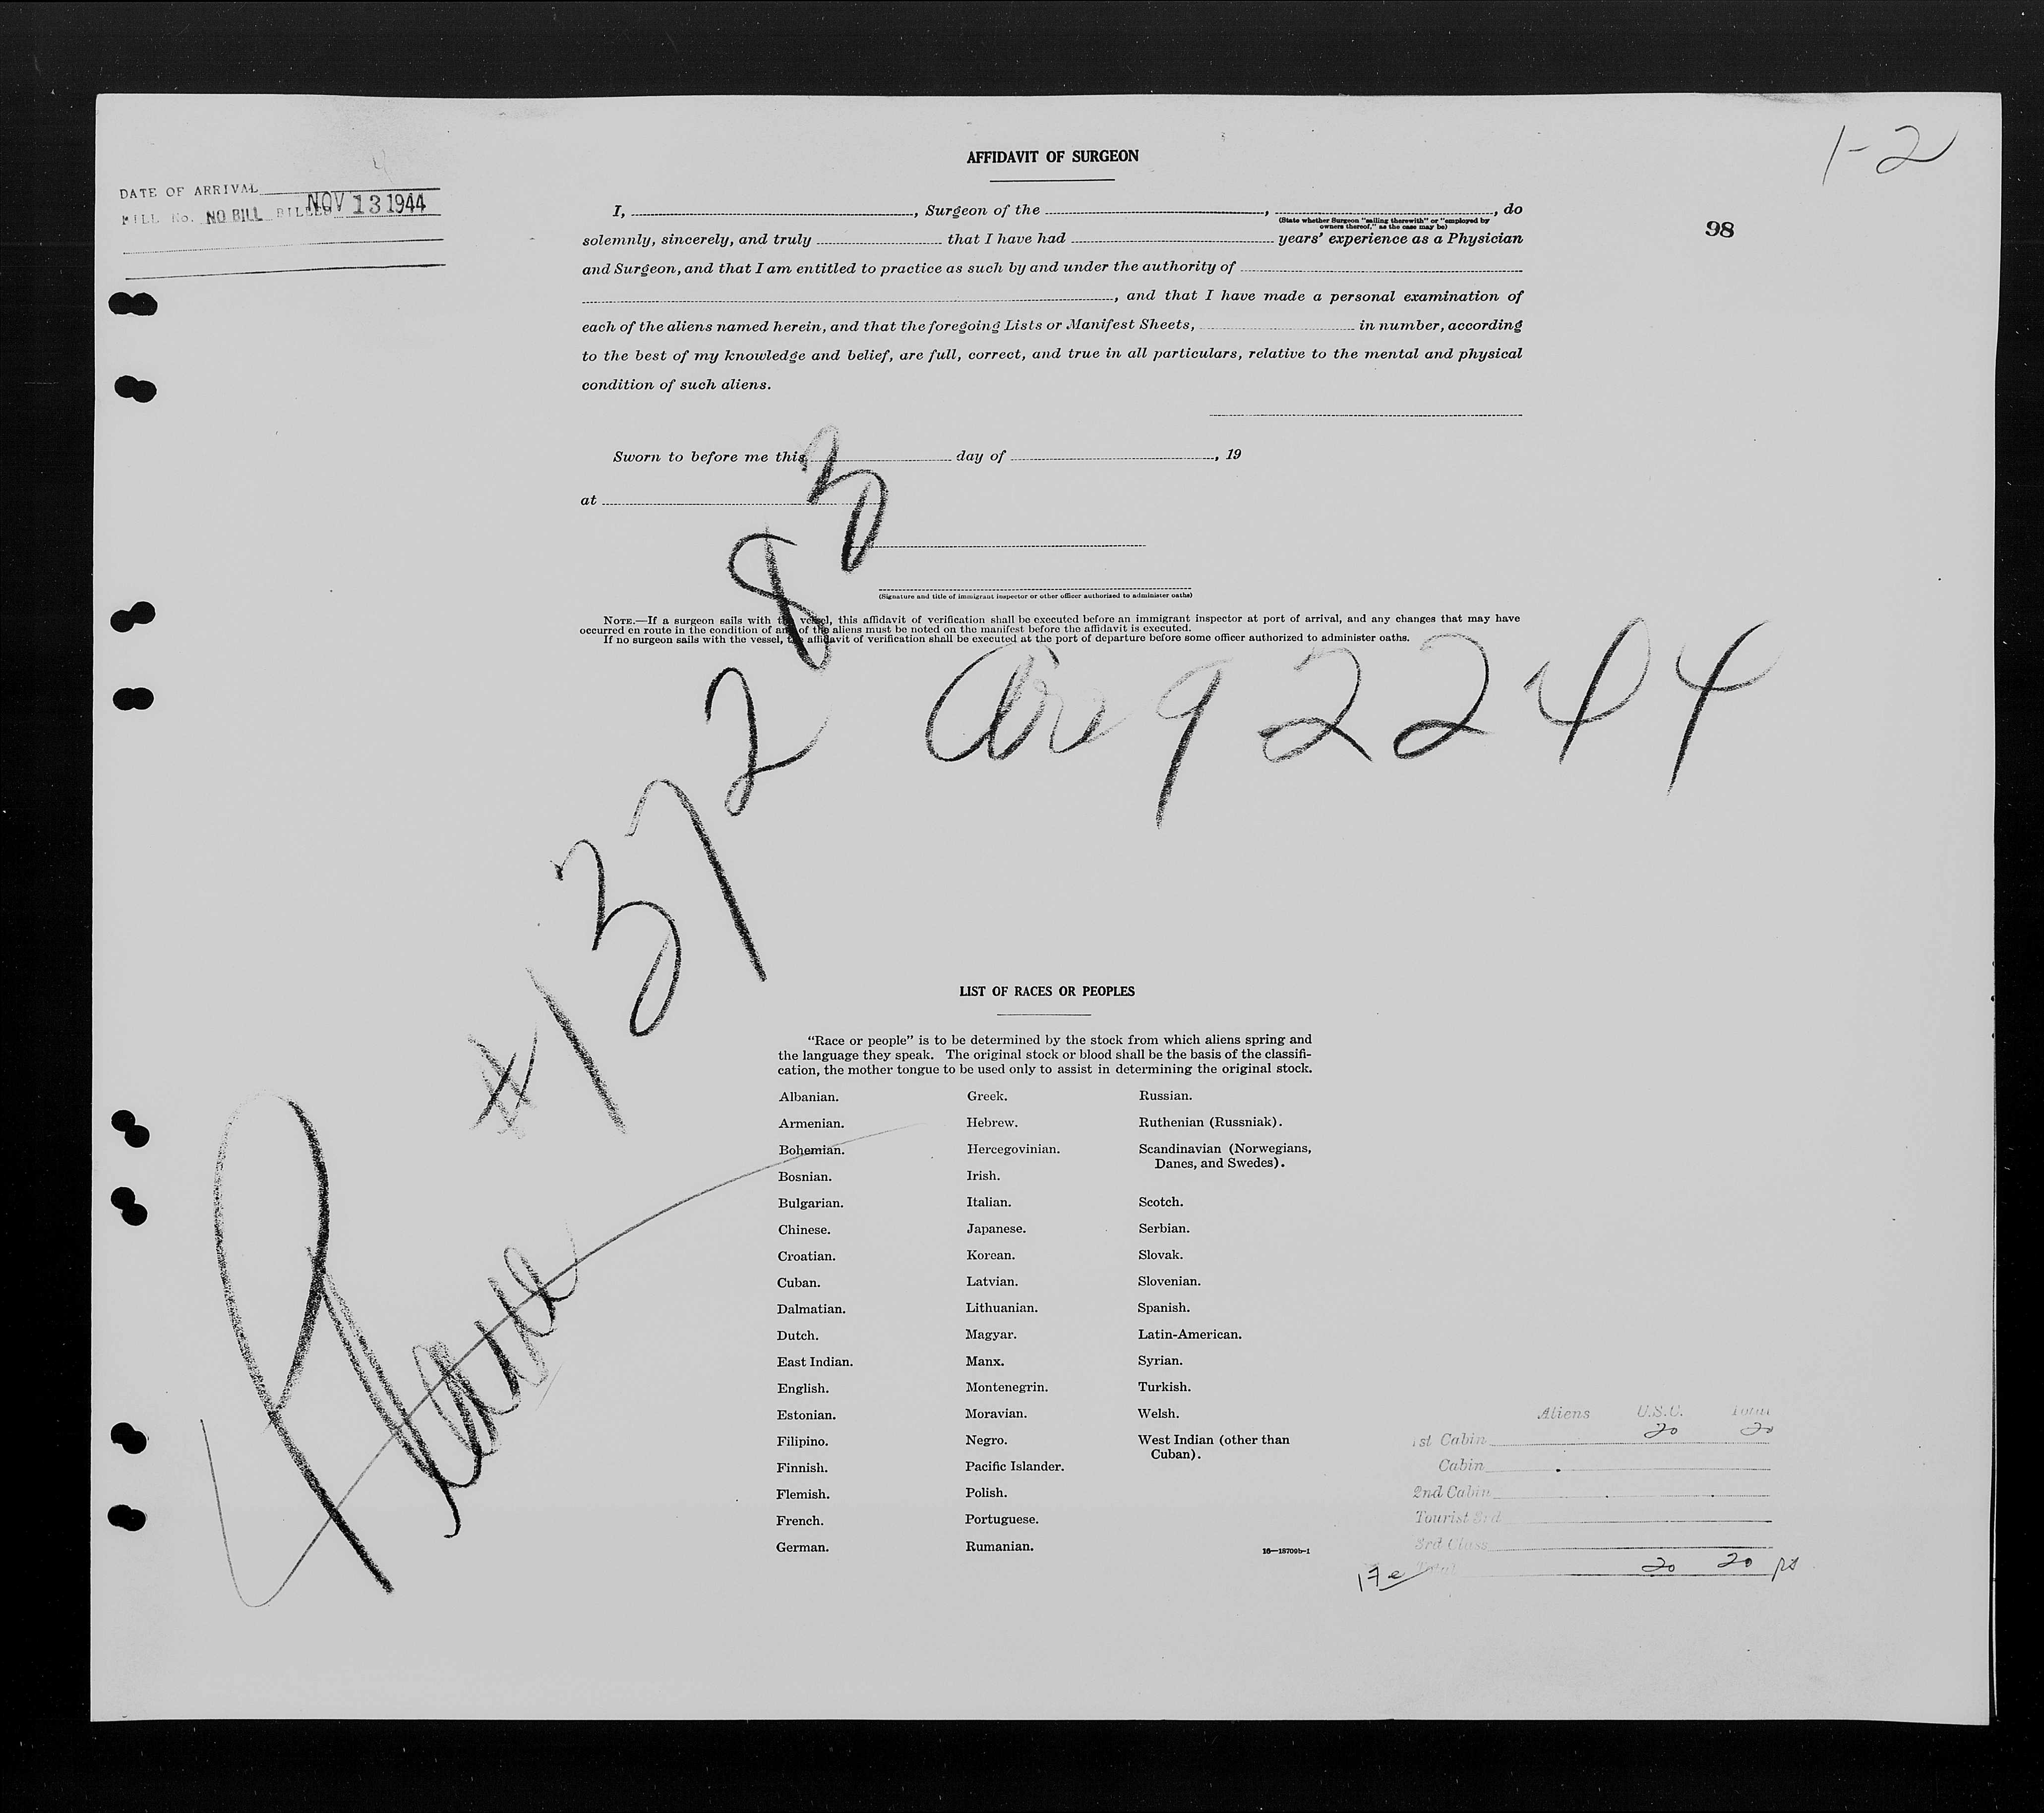 1-2
AFFIDAVIT OF SURGEON
DATE OF ARRIVAL
BILL No. NO BILL BILLED NOV 13 1944
98
I, , Surgeon of the , , do
(State whether Surgeon "sailing therewith" or "employed by
owners thereof," as the case may be)
solemnly, sincerely, and truly that I have had years' experience as a Physician
and Surgeon, and that I am entitled to practice as such by and under the authority of
, and that I have made a personal examination of
each of the aliens named herein, and that the foregoing Lists or Manifest Sheets, in number, according
to the best of my knowledge and belief, are full, correct, and true in all particulars, relative to the mental and physical
condition of such aliens.
Sworn to before me this day of , 19
at
(Signature and title of immigrant inspector or other officer authorized to administer oaths)
NOTE.—If a surgeon sails with the vessel, this affidavit of verification shall be executed before an immigrant inspector at port of arrival, and any changes that may have
occurred en route in the condition of any of the aliens must be noted on the manifest before the affidavit is executed.
If no surgeon sails with the vessel, the affidavit of verification shall be executed at the port of departure before some officer authorized to administer oaths.
Arr 9 22 44
Plane #137283
LIST OF RACES OR PEOPLES
"Race or people" is to be determined by the stock from which aliens spring and
the language they speak. The original stock or blood shall be the basis of the classifi-
cation, the mother tongue to be used only to assist in determining the original stock.
Albanian. Greek. Russian.
Armenian. Hebrew. Ruthenian (Russniak).
Bohemian. Hercegovinian. Scandinavian (Norwegians,
Danes, and Swedes).
Bosnian. Irish.
Bulgarian. Italian. Scotch.
Chinese. Japanese. Serbian.
Croatian. Korean. Slovak.
Cuban. Latvian. Slovenian.
Dalmatian. Lithuanian. Spanish.
Dutch. Magyar. Latin-American.
East Indian. Manx. Syrian.
English. Montenegrin. Turkish.
Estonian. Moravian. Welsh.
Filipino. Negro. West Indian (other than
Cuban).
Finnish. Pacific Islander.
Flemish. Polish.
French. Portuguese.
German. Rumanian.
16—18709b-1
Aliens U.S.C. Total
1st Cabin 20 20
Cabin
2nd Cabin
Tourist 3rd
3rd Class
Total 20 20